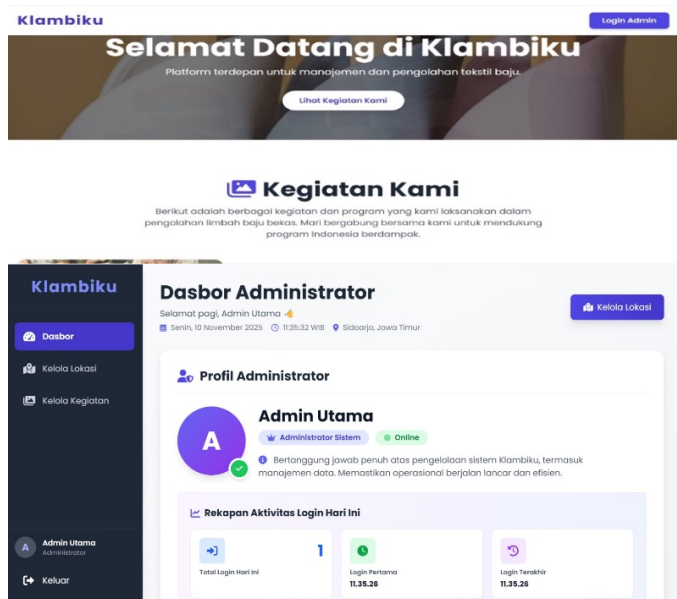 Klambiku
Login Admin
Selamat Datang di Klambiku
Platform terdepan untuk manajemen dan pengolahan tekstil baju.
Lihat Kegiatan Kami
Kegiatan Kami
Berikut adalah berbagai kegiatan dan program yang kami laksanakan dalam
pengolahan limbah baju bekas. Mari bergabung bersama kami untuk mendukung
program Indonesia berdampak.
Klambiku
Dasbor
Kelola Lokasi
Kelola Kegiatan
A
Admin Utama
Administrator
Keluar
Dasbor Administrator
Selamat pagi, Admin Utama 👋
Senin, 10 November 2025 11:35:32 WIB Sidoarjo, Jawa Timur
Kelola Lokasi
Profil Administrator
A
Admin Utama
Administrator Sistem Online
Bertanggung jawab penuh atas pengelolaan sistem Klambiku, termasuk
manajemen data. Memastikan operasional berjalan lancar dan efisien.
Rekapan Aktivitas Login Hari Ini
1
Total Login Hari Ini
Login Pertama
11.35.26
Login Terakhir
11.35.26